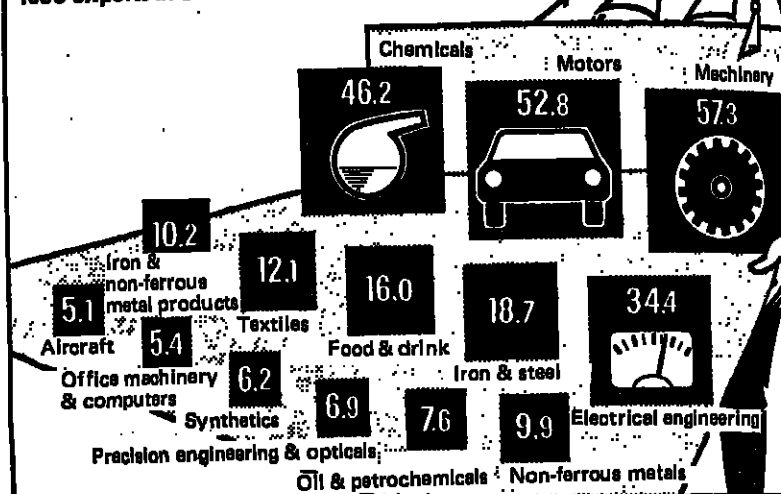 Chemicals
46.2
Motors
52.8
Machinery
57.3
10.2
Iron &
non-ferrous
metal products
12.1
Textiles
16.0
Food & drink
18.7
Iron & steel
34.4
Electrical engineering
5.1
Aircraft
5.4
Office machinery
& computers
6.2
Synthetics
6.9
Precision engineering & opticals
7.6
Oil & petrochemicals
9.9
Non-ferrous metals